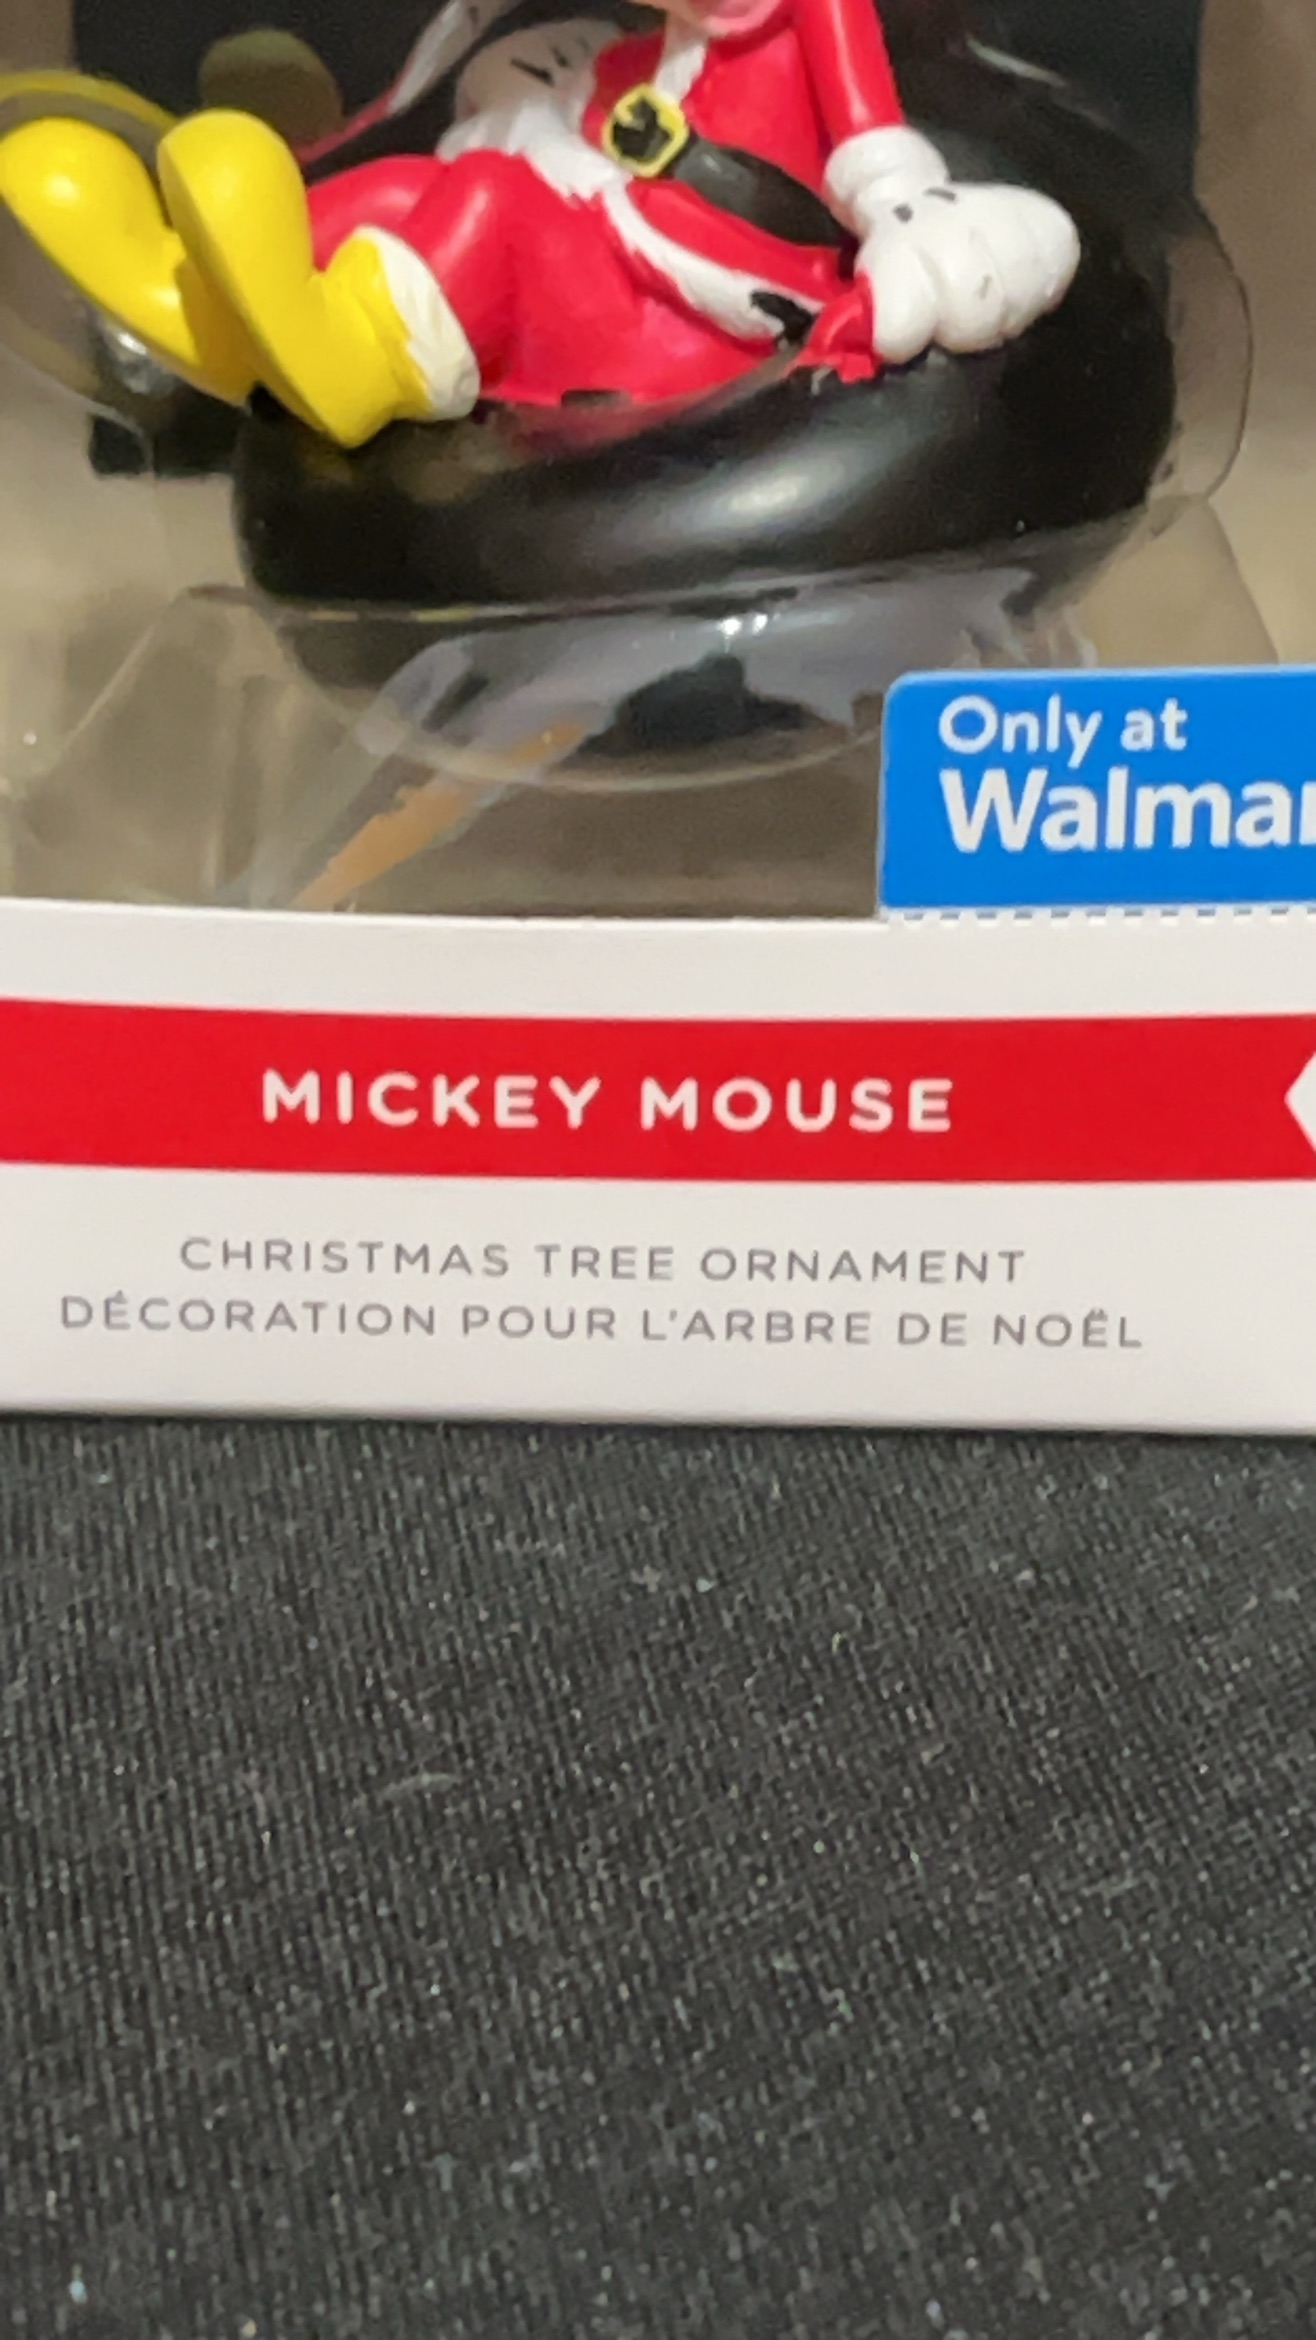 Only at
Walmar
MICKEY MOUSE
CHRISTMAS TREE ORNAMENT
DÉCORATION POUR L'ARBRE DE NOËL